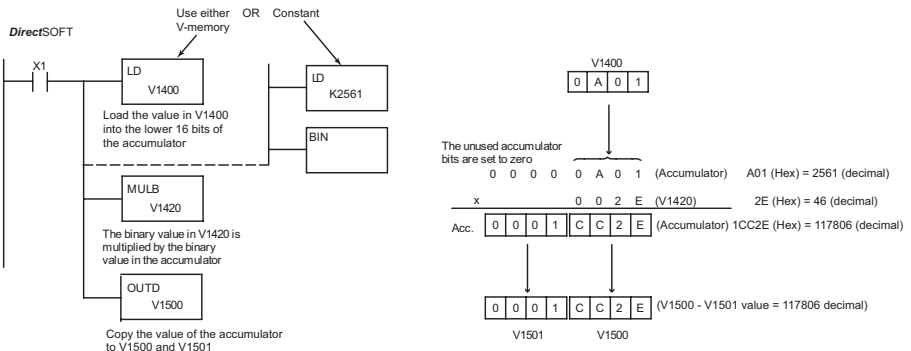 Use either OR Constant
V-memory
DirectSOFT
X1
LD
V1400
Load the value in V1400
into the lower 16 bits of
the accumulator
LD
K2561
BIN
MULB
V1420
The binary value in V1420 is
multiplied by the binary
value in the accumulator
OUTD
V1500
Copy the value of the accumulator
to V1500 and V1501
V1400
0 A 0 1
The unused accumulator
bits are set to zero
0 0 0 0 0 A 0 1 (Accumulator) A01 (Hex) = 2561 (decimal)
x 0 0 2 E (V1420) 2E (Hex) = 46 (decimal)
Acc. 0 0 0 1 C C 2 E (Accumulator) 1CC2E (Hex) = 117806 (decimal)
0 0 0 1 C C 2 E (V1500 - V1501 value = 117806 decimal)
V1501 V1500